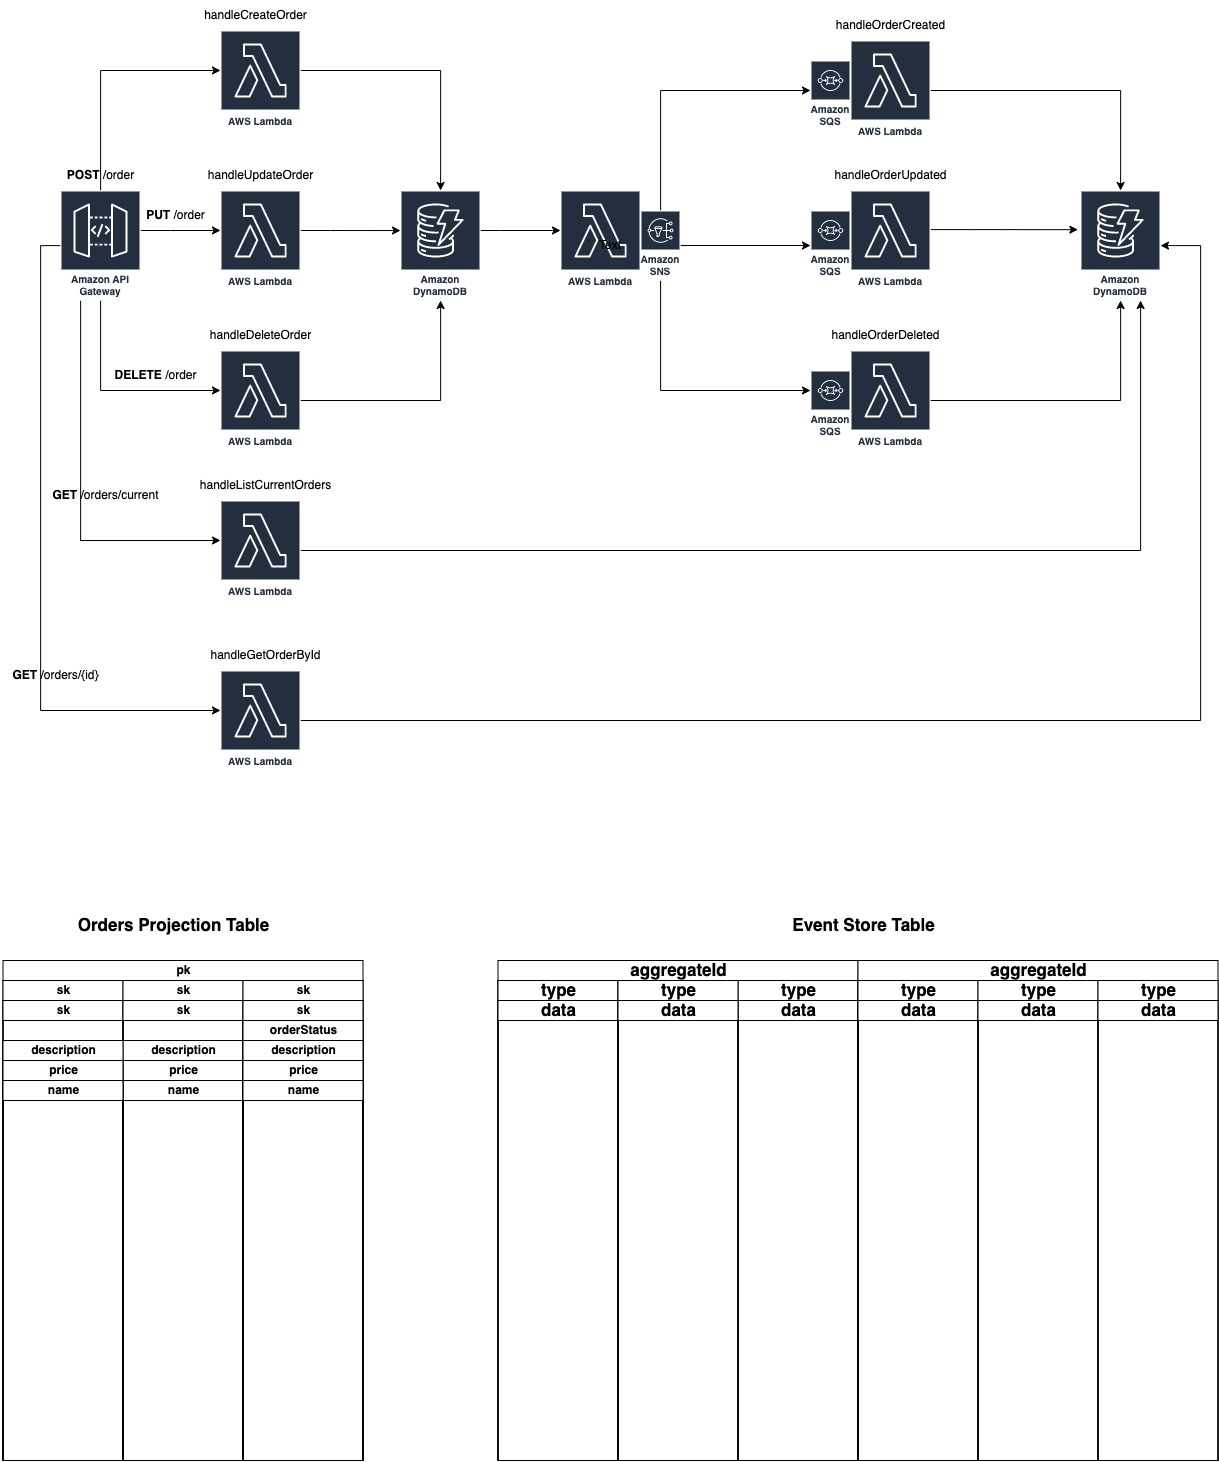 handleCreateOrder
AWS Lambda
handleOrderCreated
Amazon
SQS
AWS Lambda
POST /order
handleUpdateOrder
PUT /order
Amazon API
Gateway
AWS Lambda
Amazon
DynamoDB
Text
AWS Lambda
Amazon
SNS
handleOrderUpdated
Amazon
SQS
AWS Lambda
Amazon
DynamoDB
handleDeleteOrder
DELETE /order
AWS Lambda
handleOrderDeleted
Amazon
SQS
AWS Lambda
handleListCurrentOrders
GET /orders/current
AWS Lambda
handleGetOrderById
GET /orders/{id}
AWS Lambda
Orders Projection Table
pk
sk sk sk
sk sk sk
orderStatus
description description description
price price price
name name name
Event Store Table
aggregateId aggregateId
type type type type type type
data data data data data data